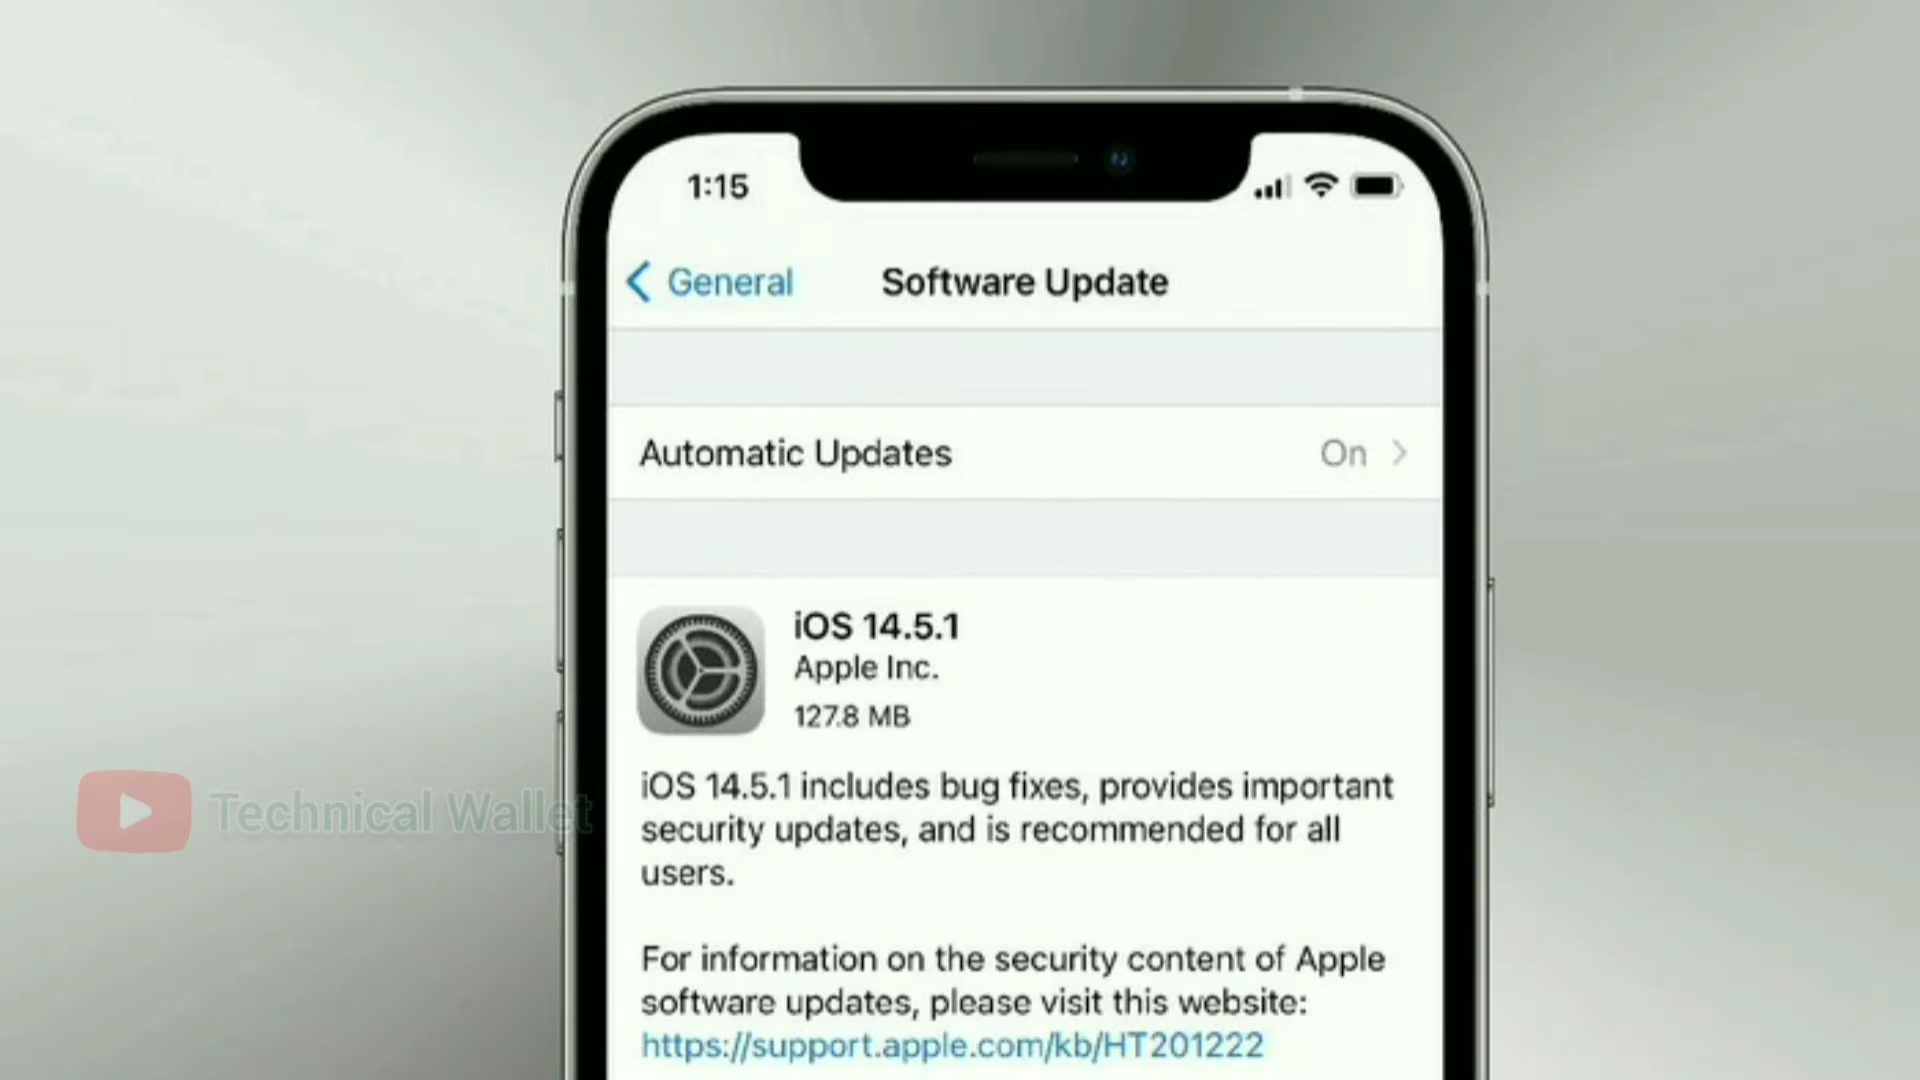 1:15
General
Software Update
Automatic Updates
On
iOS 14.5.1
Apple Inc.
127.8 MB
iOS 14.5.1 includes bug fixes, provides important
security updates, and is recommended for all
users.
Technical Wallet
For information on the security content of Apple
software updates, please visit this website:
https://support.apple.com/kb/HT201222